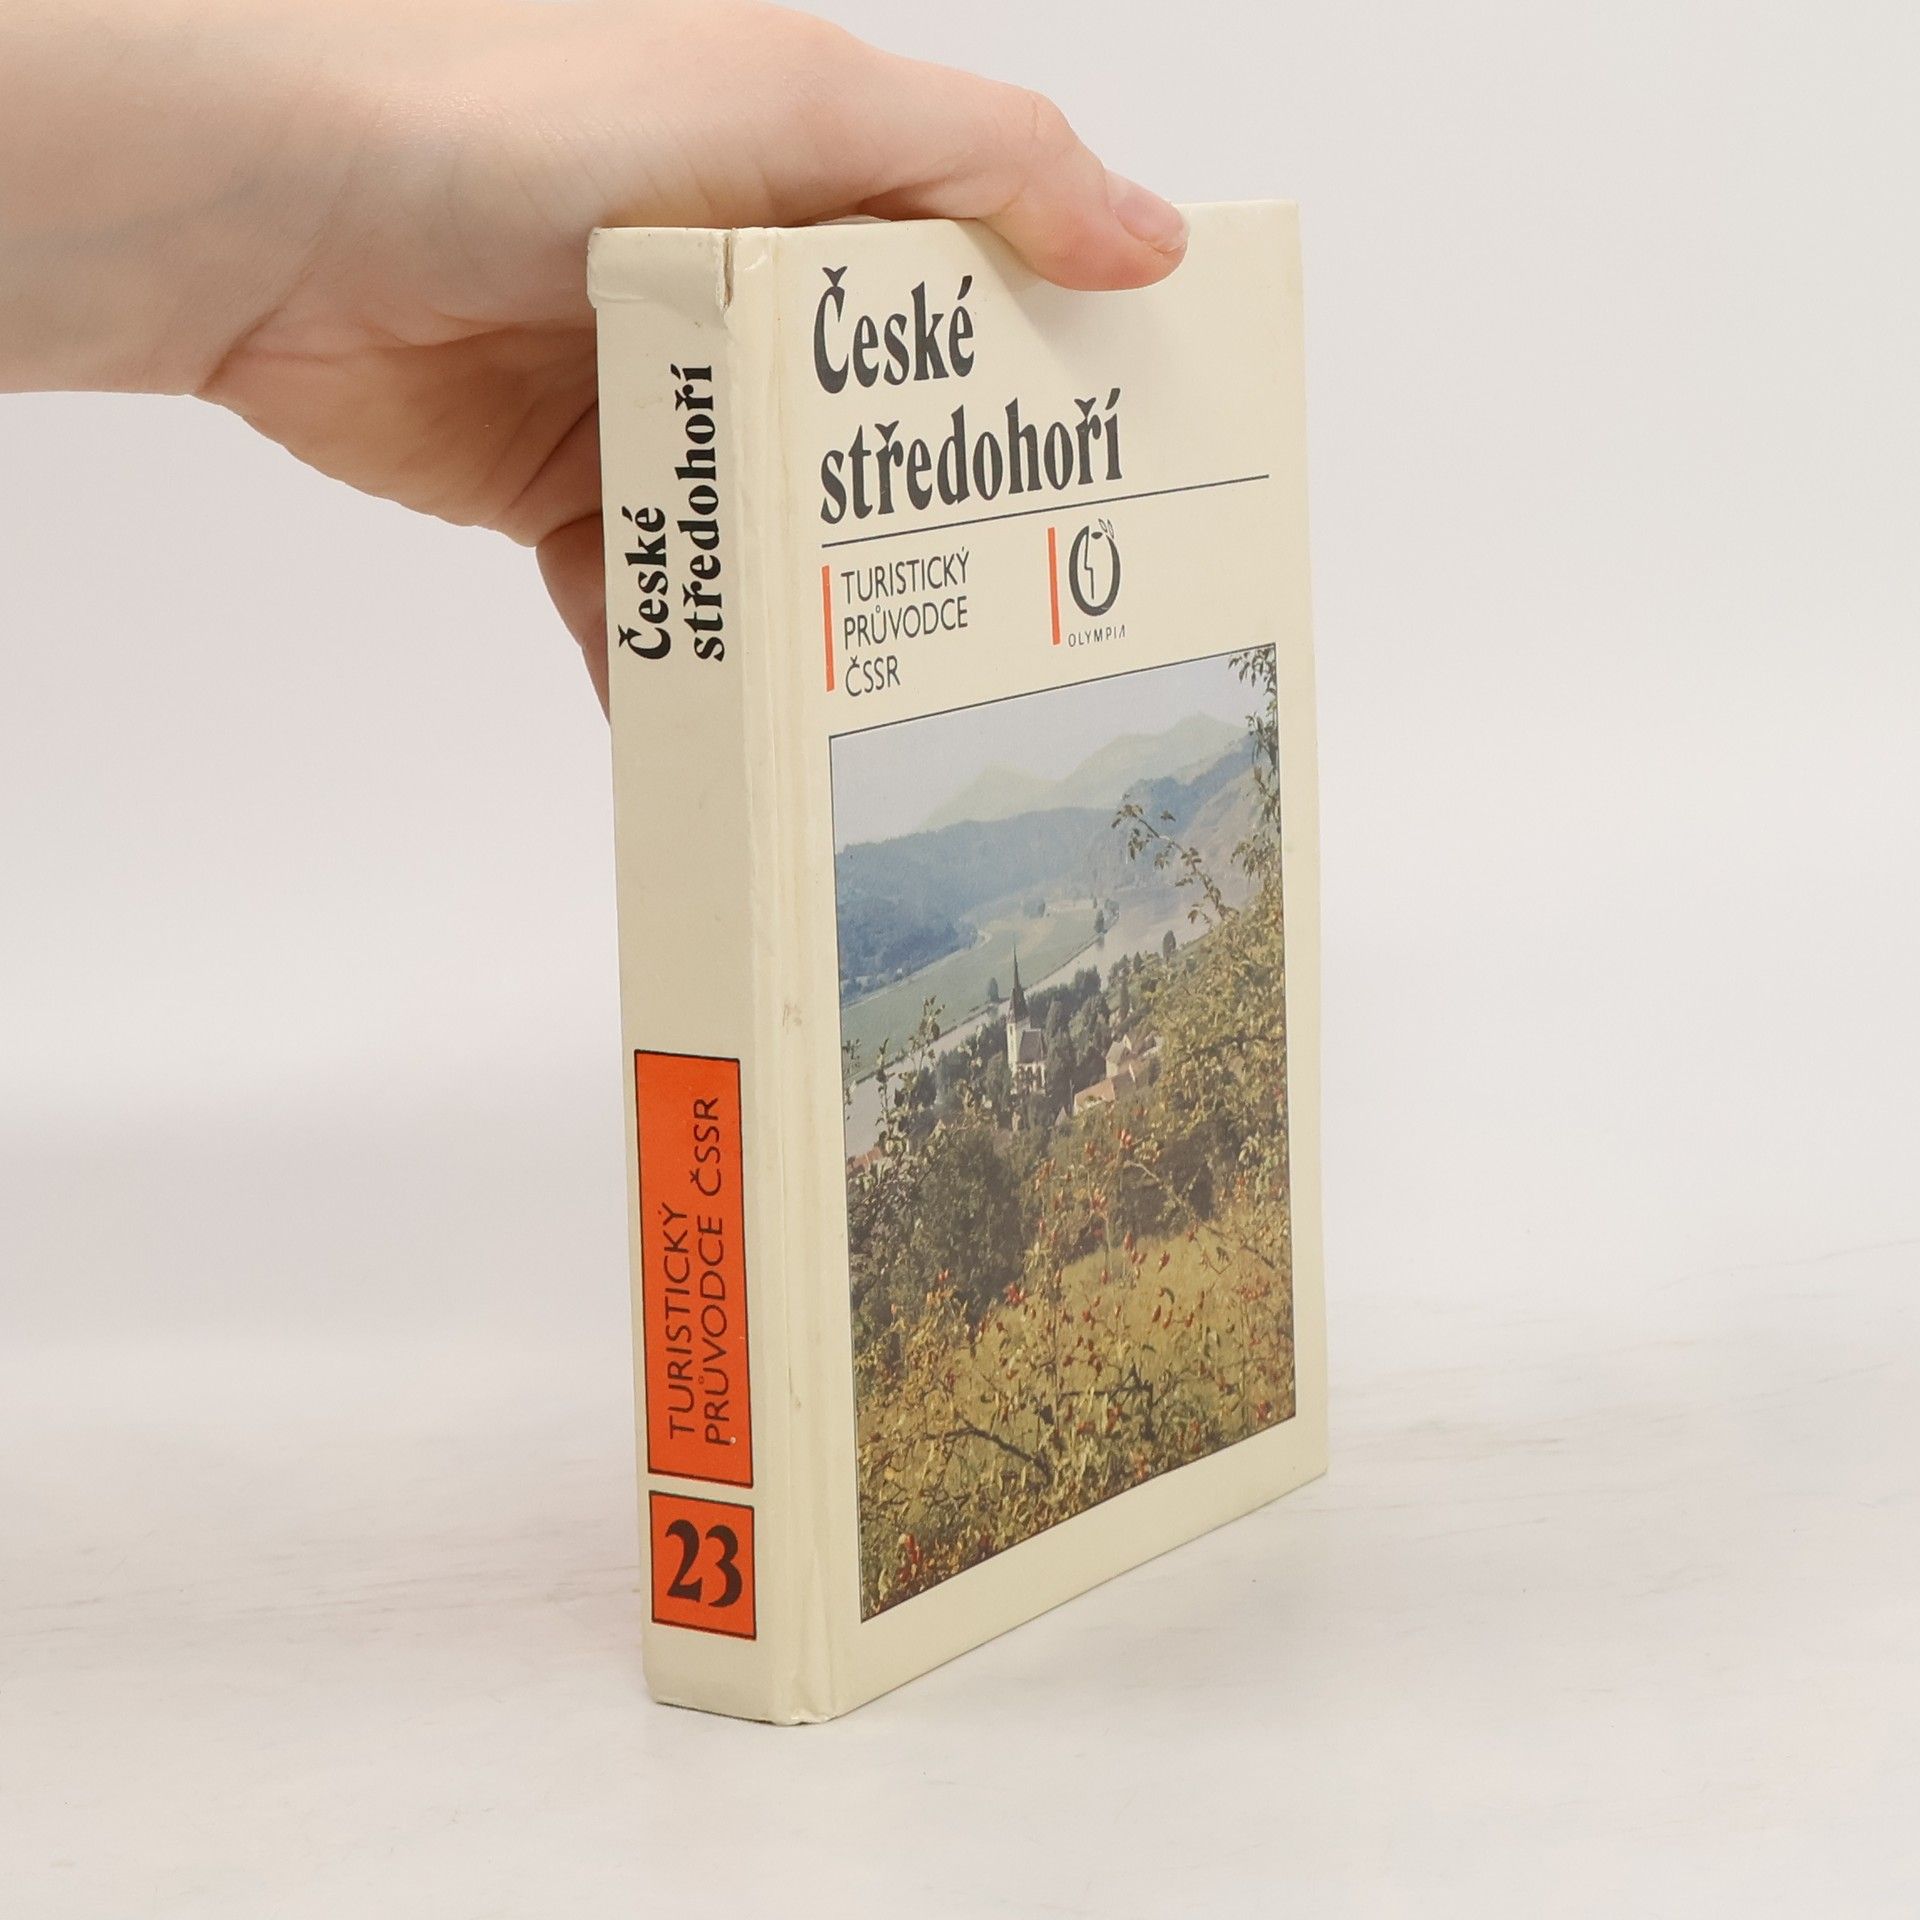 České
středohoří
TURISTICKÝ
PRŮVODCE ČSSR
23
České
středohoří
TURISTICKÝ
PRŮVODCE
ČSSR
OLYMPIA